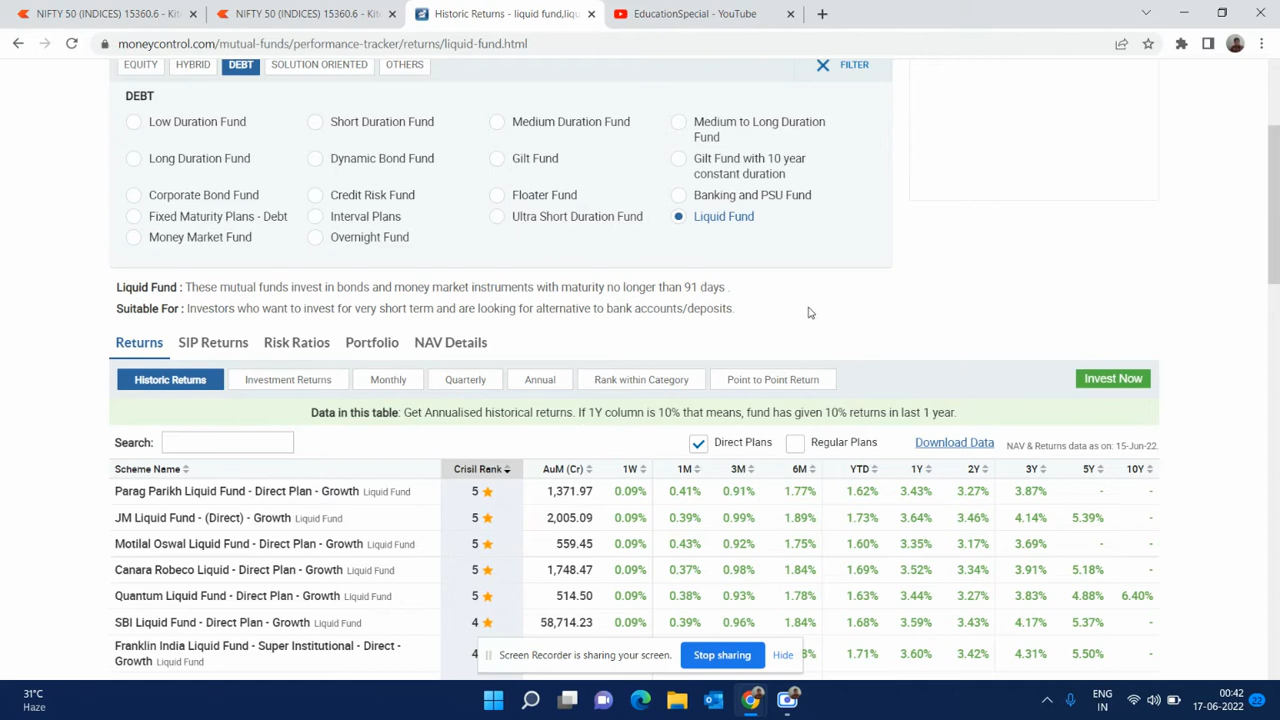 NIFTY 50 (INDICES) 15360.6 - Kite
NIFTY 50 (INDICES) 15360.6 - Kite
Historic Returns - liquid fund,liqu
EducationSpecial - YouTube
moneycontrol.com/mutual-funds/performance-tracker/returns/liquid-fund.html
EQUITY HYBRID DEBT SOLUTION ORIENTED OTHERS FILTER
DEBT
Low Duration Fund Short Duration Fund Medium Duration Fund Medium to Long Duration
Fund
Long Duration Fund Dynamic Bond Fund Gilt Fund Gilt Fund with 10 year
constant duration
Corporate Bond Fund Credit Risk Fund Floater Fund Banking and PSU Fund
Fixed Maturity Plans - Debt Interval Plans Ultra Short Duration Fund Liquid Fund
Money Market Fund Overnight Fund
Liquid Fund : These mutual funds invest in bonds and money market instruments with maturity no longer than 91 days .
Suitable For : Investors who want to invest for very short term and are looking for alternative to bank accounts/deposits.
Returns SIP Returns Risk Ratios Portfolio NAV Details
Historic Returns Investment Returns Monthly Quarterly Annual Rank within Category Point to Point Return Invest Now
Data in this table: Get Annualised historical returns. If 1Y column is 10% that means, fund has given 10% returns in last 1 year.
Search: Direct Plans Regular Plans Download Data NAV & Returns data as on: 15-Jun-22.
Scheme Name Crisil Rank AuM (Cr) 1W 1M 3M 6M YTD 1Y 2Y 3Y 5Y 10Y
Parag Parikh Liquid Fund - Direct Plan - Growth Liquid Fund 5 1,371.97 0.09% 0.41% 0.91% 1.77% 1.62% 3.43% 3.27% 3.87% - -
JM Liquid Fund - (Direct) - Growth Liquid Fund 5 2,005.09 0.09% 0.39% 0.99% 1.89% 1.73% 3.64% 3.46% 4.14% 5.39% -
Motilal Oswal Liquid Fund - Direct Plan - Growth Liquid Fund 5 559.45 0.09% 0.43% 0.92% 1.75% 1.60% 3.35% 3.17% 3.69% - -
Canara Robeco Liquid - Direct Plan - Growth Liquid Fund 5 1,748.47 0.09% 0.37% 0.98% 1.84% 1.69% 3.52% 3.34% 3.91% 5.18% -
Quantum Liquid Fund - Direct Plan - Growth Liquid Fund 5 514.50 0.09% 0.38% 0.93% 1.78% 1.63% 3.44% 3.27% 3.83% 4.88% 6.40%
SBI Liquid Fund - Direct Plan - Growth Liquid Fund 4 58,714.23 0.09% 0.39% 0.96% 1.84% 1.68% 3.59% 3.43% 4.17% 5.37% -
Franklin India Liquid Fund - Super Institutional - Direct -
Growth Liquid Fund 4 1.71% 3.60% 3.42% 4.31% 5.50% -
Screen Recorder is sharing your screen. Stop sharing Hide
31°C
Haze
ENG
IN
00:42
17-06-2022
22